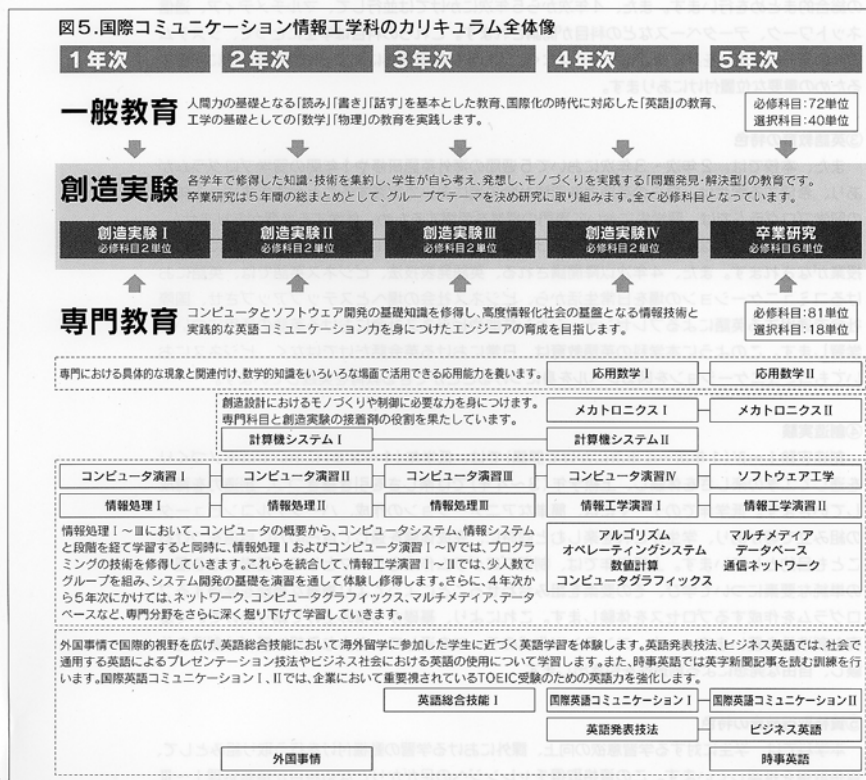 図5.国際コミュニケーション情報工学科のカリキュラム全体像
1年次 2年次 3年次 4年次 5年次
一般教育
人間力の基礎となる「読み」「書き」「話す」を基本とした教育、国際化の時代に対応した「英語」の教育、
工学の基礎としての「数学」「物理」の教育を実践します。
必修科目:72単位
選択科目:40単位
創造実験
各学年で修得した知識・技術を集約し、学生が自ら考え、発想し、モノづくりを実践する「問題発見・解決型」の教育です。
卒業研究は5年間の総まとめとして、グループでテーマを決め研究に取り組みます。全て必修科目となっています。
創造実験Ⅰ
必修科目2単位
創造実験Ⅱ
必修科目2単位
創造実験Ⅲ
必修科目2単位
創造実験Ⅳ
必修科目2単位
卒業研究
必修科目6単位
専門教育
コンピュータとソフトウェア開発の基礎知識を修得し、高度情報化社会の基盤となる情報技術と
実践的な英語コミュニケーション力を身につけたエンジニアの育成を目指します。
必修科目:81単位
選択科目:18単位
専門における具体的な現象と関連付け、数学的知識をいろいろな場面で活用できる応用能力を養います。
応用数学Ⅰ 応用数学Ⅱ
創造設計におけるモノづくりや制御に必要な力を身につけます。
専門科目と創造実験の接着剤の役割を果たしています。
メカトロニクスⅠ メカトロニクスⅡ
計算機システムⅠ 計算機システムⅡ
コンピュータ演習Ⅰ コンピュータ演習Ⅱ コンピュータ演習Ⅲ コンピュータ演習Ⅳ ソフトウェア工学
情報処理Ⅰ 情報処理Ⅱ 情報処理Ⅲ 情報工学演習Ⅰ 情報工学演習Ⅱ
情報処理Ⅰ～Ⅲにおいて、コンピュータの概要から、コンピュータシステム、情報システム
と段階を経て学習すると同時に、情報処理Ⅰおよびコンピュータ演習Ⅰ～Ⅳでは、プログラ
ミングの技術を修得していきます。これらを統合して、情報工学演習Ⅰ～Ⅱでは、少人数で
グループを組み、システム開発の基礎を演習を通して体験し修得します。さらに、4年次か
ら5年次にかけては、ネットワーク、コンピュータグラフィックス、マルチメディア、データ
ベースなど、専門分野をさらに深く掘り下げて学習していきます。
アルゴリズム
オペレーティングシステム
数値計算
コンピュータグラフィックス
マルチメディア
データベース
通信ネットワーク
外国事情で国際的視野を広げ、英語総合技能において海外留学に参加した学生に近づく英語学習を体験します。英語発表技法、ビジネス英語では、社会で
通用する英語によるプレゼンテーション技法やビジネス社会における英語の使用について学習します。また、時事英語では英字新聞記事を読む訓練を行
います。国際英語コミュニケーションⅠ、Ⅱでは、企業において重要視されているTOEIC受験のための英語力を強化します。
英語総合技能Ⅰ 国際英語コミュニケーションⅠ 国際英語コミュニケーションⅡ
英語発表技法 ビジネス英語
外国事情 時事英語